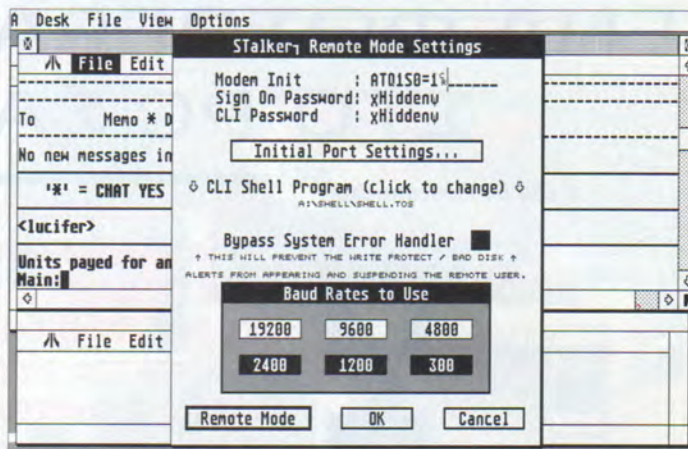 Desk File View Options
STalker Remote Mode Settings
File Edit
Modem Init : AT01S0=1
Sign On Password: χHiddenψ
CLI Password : χHiddenψ
To Memo * D
Initial Port Settings...
No new messages in
'*' = CHAT YES
CLI Shell Program (click to change)
A:\SHELL\SHELL.TOS
<lucifer>
Bypass System Error Handler
↑ THIS WILL PREVENT THE WRITE PROTECT / BAD DISK ↑
ALERTS FROM APPEARING AND SUSPENDING THE REMOTE USER.
Units payed for an
Main:
Baud Rates to Use
19200 9600 4800
File Edit
2400 1200 300
Remote Mode OK Cancel